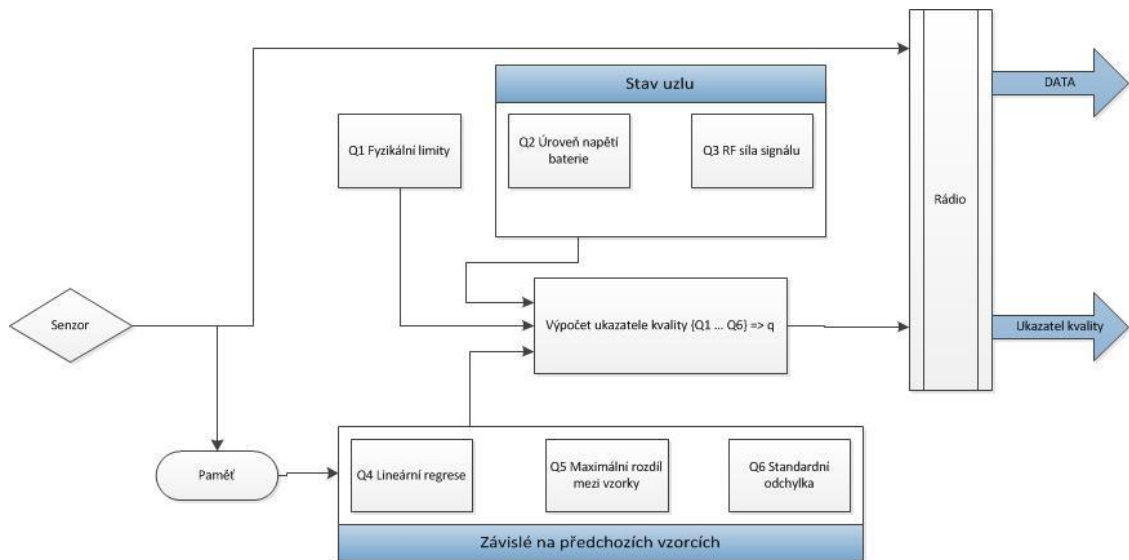 Stav uzlu
DATA
Q1 Fyzikální limity
Q2 Úroveň napětí
baterie
Q3 RF síla signálu
Rádio
Senzor
Výpočet ukazatele kvality {Q1 ... Q6} => q
Ukazatel kvality
Paměť
Q4 Lineární regrese
Q5 Maximální rozdíl
mezi vzorky
Q6 Standardní
odchylka
Závislé na předchozích vzorcích